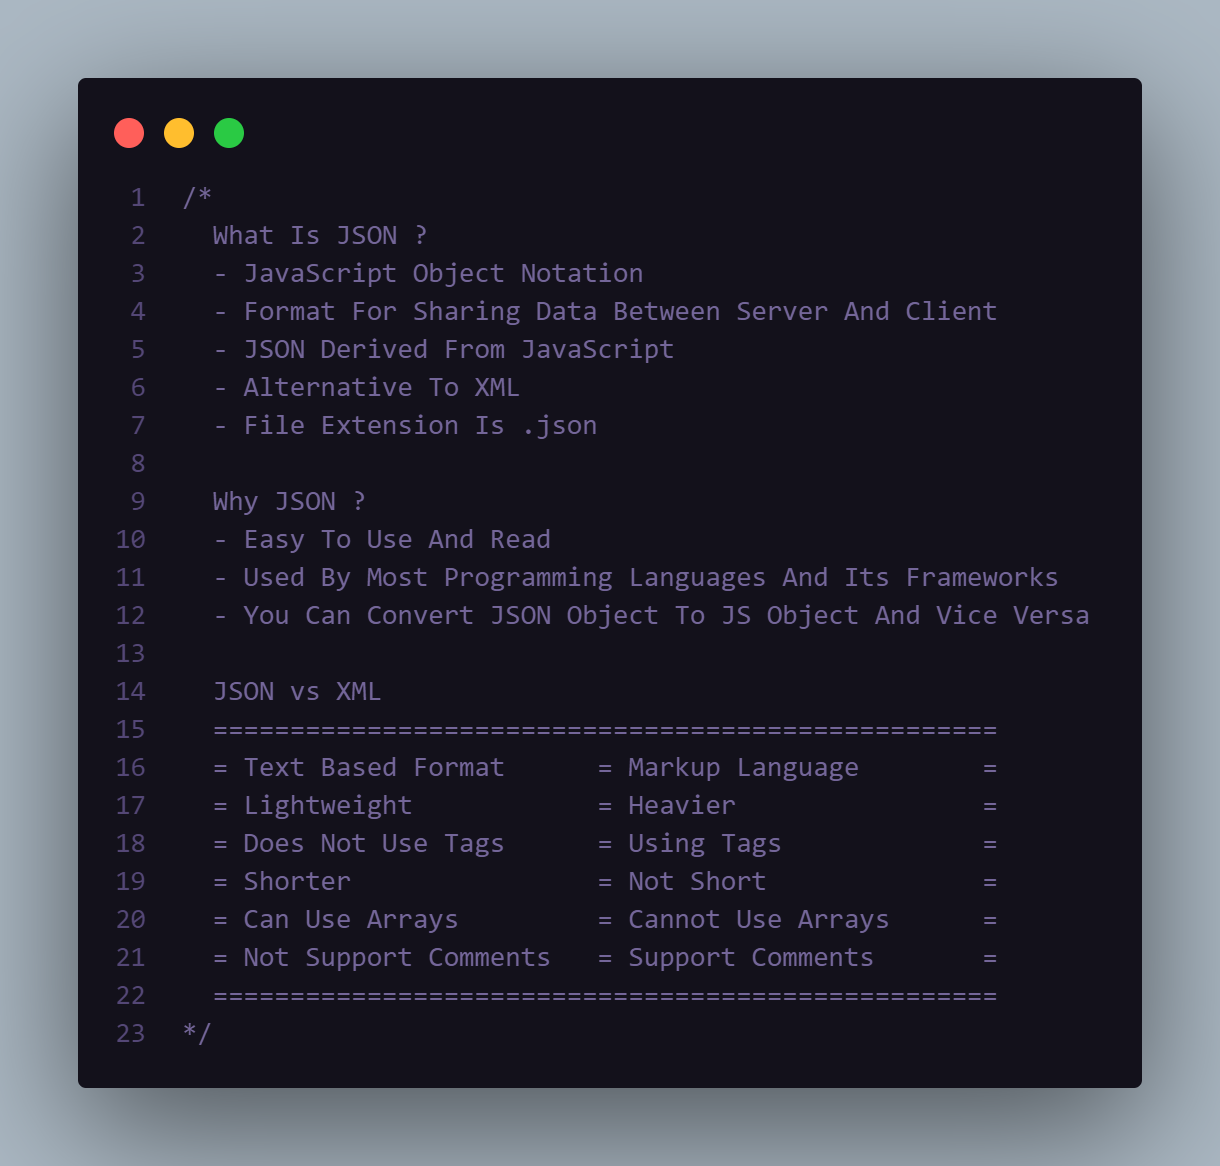 1 /*
2   What Is JSON ?
3   - JavaScript Object Notation
4   - Format For Sharing Data Between Server And Client
5   - JSON Derived From JavaScript
6   - Alternative To XML
7   - File Extension Is .json
8
9   Why JSON ?
10   - Easy To Use And Read
11   - Used By Most Programming Languages And Its Frameworks
12   - You Can Convert JSON Object To JS Object And Vice Versa
13
14   JSON vs XML
15   ===================================================
16   = Text Based Format      = Markup Language        =
17   = Lightweight            = Heavier                =
18   = Does Not Use Tags      = Using Tags             =
19   = Shorter                = Not Short              =
20   = Can Use Arrays         = Cannot Use Arrays      =
21   = Not Support Comments   = Support Comments       =
22   ===================================================
23 */